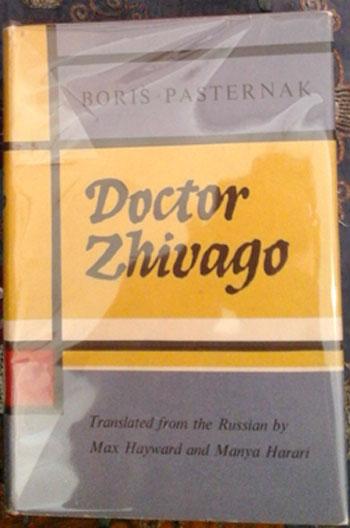 BORIS PASTERNAK
Doctor
Zhivago
Translated from the Russian by
Max Hayward and Manya Harari